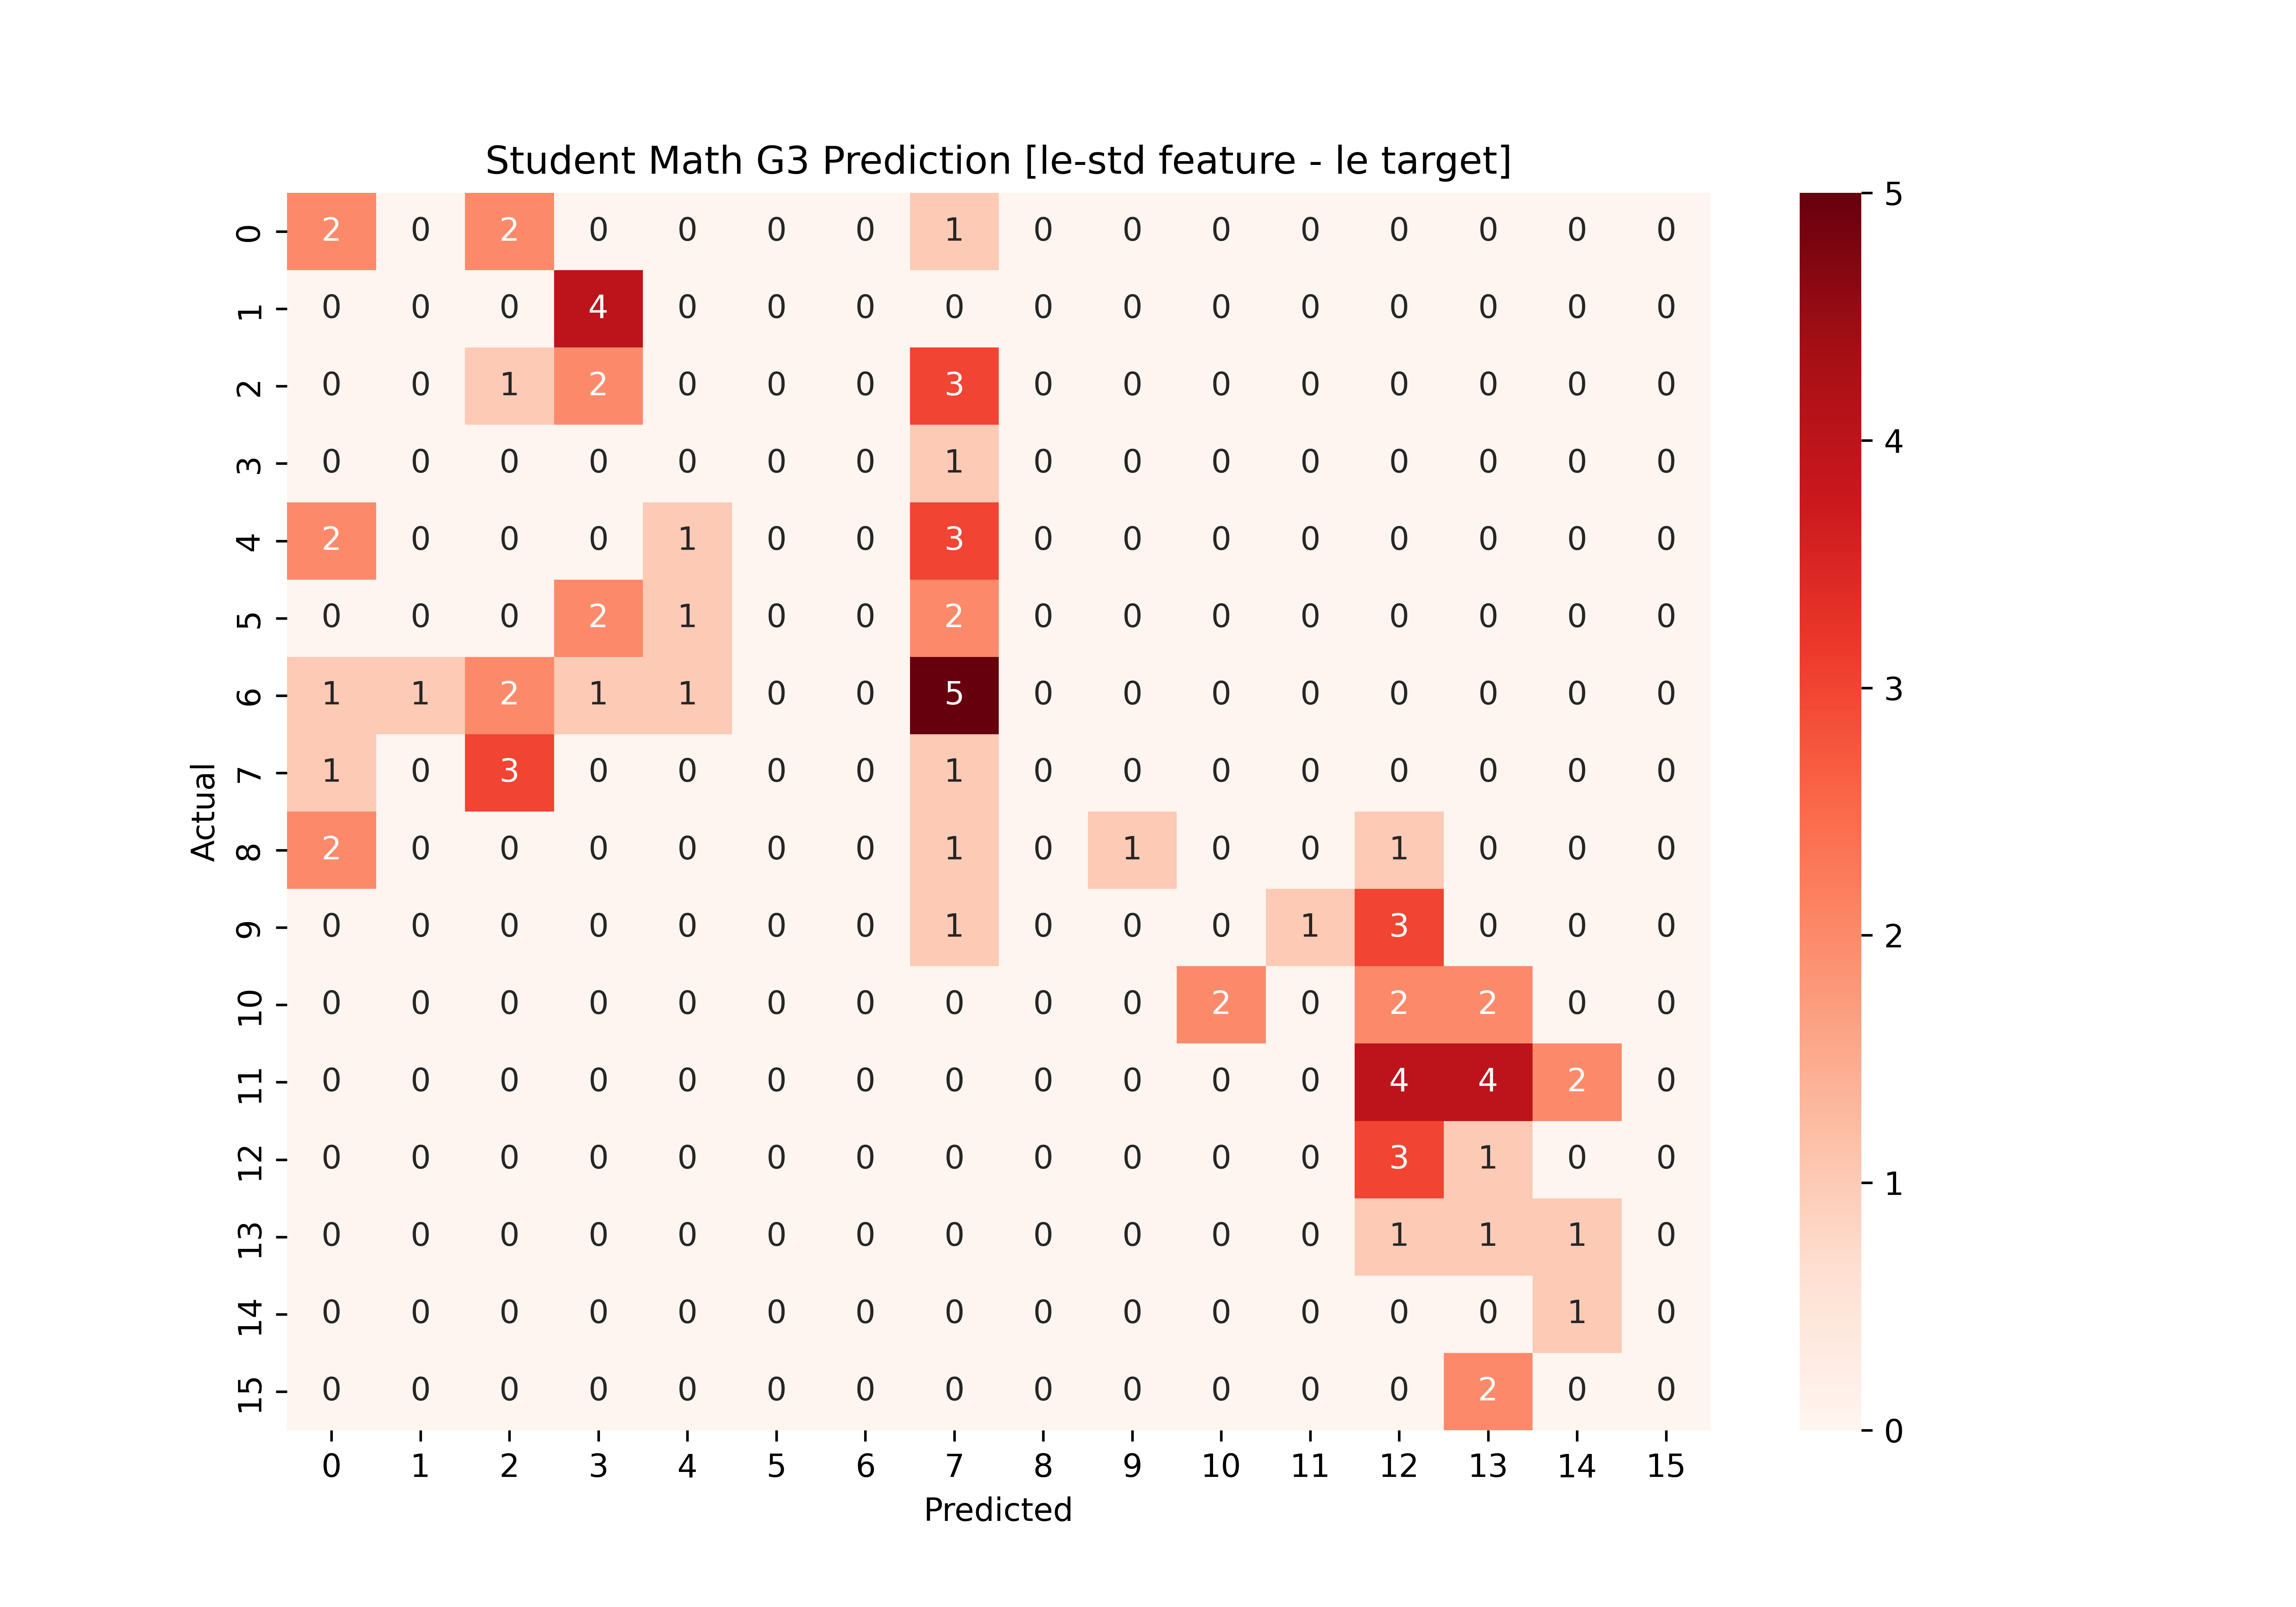 Student Math G3 Prediction [le-std feature - le target]
0 2 0 2 0 0 0 0 1 0 0 0 0 0 0 0 0
1 0 0 0 4 0 0 0 0 0 0 0 0 0 0 0 0
2 0 0 1 2 0 0 0 3 0 0 0 0 0 0 0 0
3 0 0 0 0 0 0 0 1 0 0 0 0 0 0 0 0
4 2 0 0 0 1 0 0 3 0 0 0 0 0 0 0 0
5 0 0 0 2 1 0 0 2 0 0 0 0 0 0 0 0
6 1 1 2 1 1 0 0 5 0 0 0 0 0 0 0 0
7 1 0 3 0 0 0 0 1 0 0 0 0 0 0 0 0
8 2 0 0 0 0 0 0 1 0 1 0 0 1 0 0 0
9 0 0 0 0 0 0 0 1 0 0 0 1 3 0 0 0
10 0 0 0 0 0 0 0 0 0 0 2 0 2 2 0 0
11 0 0 0 0 0 0 0 0 0 0 0 0 4 4 2 0
12 0 0 0 0 0 0 0 0 0 0 0 0 3 1 0 0
13 0 0 0 0 0 0 0 0 0 0 0 0 1 1 1 0
14 0 0 0 0 0 0 0 0 0 0 0 0 0 0 1 0
15 0 0 0 0 0 0 0 0 0 0 0 0 0 2 0 0
0 1 2 3 4 5 6 7 8 9 10 11 12 13 14 15
Predicted
Actual
5
4
3
2
1
0